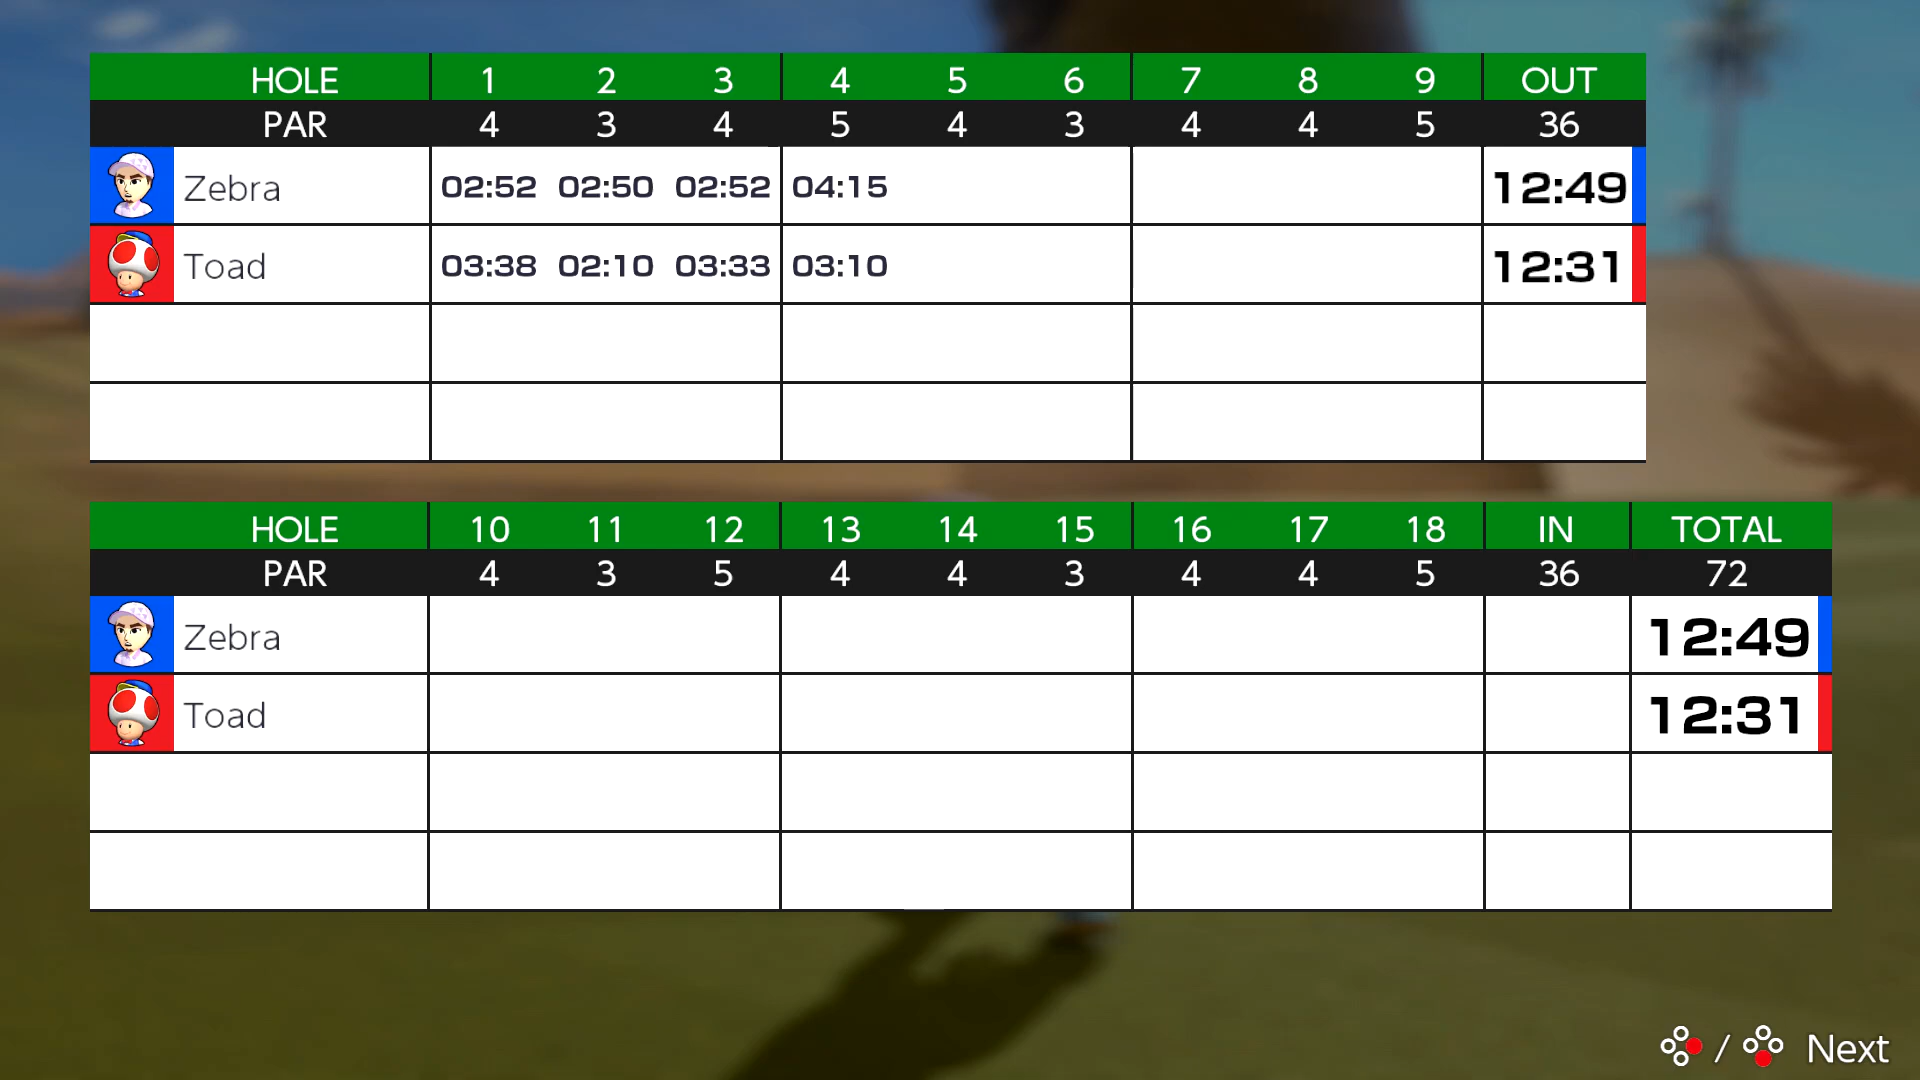 HOLE 1 2 3 4 5 6 7 8 9 OUT
PAR 4 3 4 5 4 3 4 4 5 36
Zebra 02:52 02:50 02:52 04:15 12:49
Toad 03:38 02:10 03:33 03:10 12:31
HOLE 10 11 12 13 14 15 16 17 18 IN TOTAL
PAR 4 3 5 4 4 3 4 4 5 36 72
Zebra 12:49
Toad 12:31
/ Next